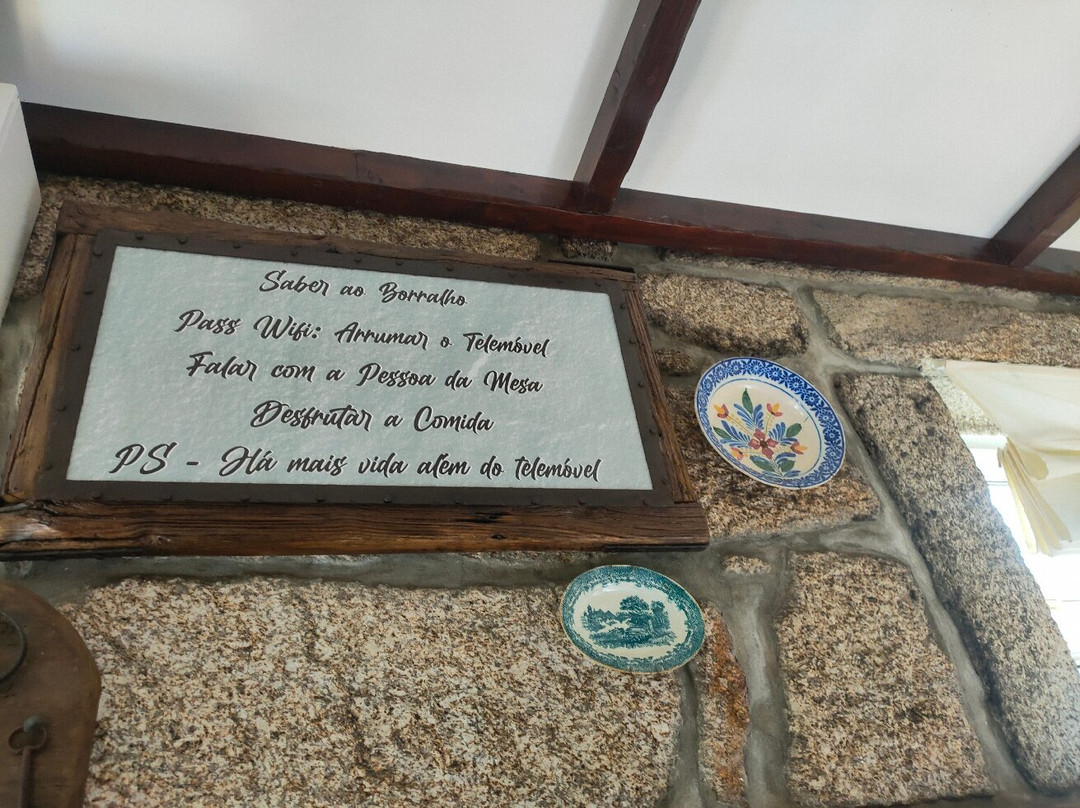 Saber ao Borralho
Pass Wifi: Arrumar o Telemóvel
Falar com a Pessoa da Mesa
Desfrutar a Comida
PS - Há mais vida além do telemóvel